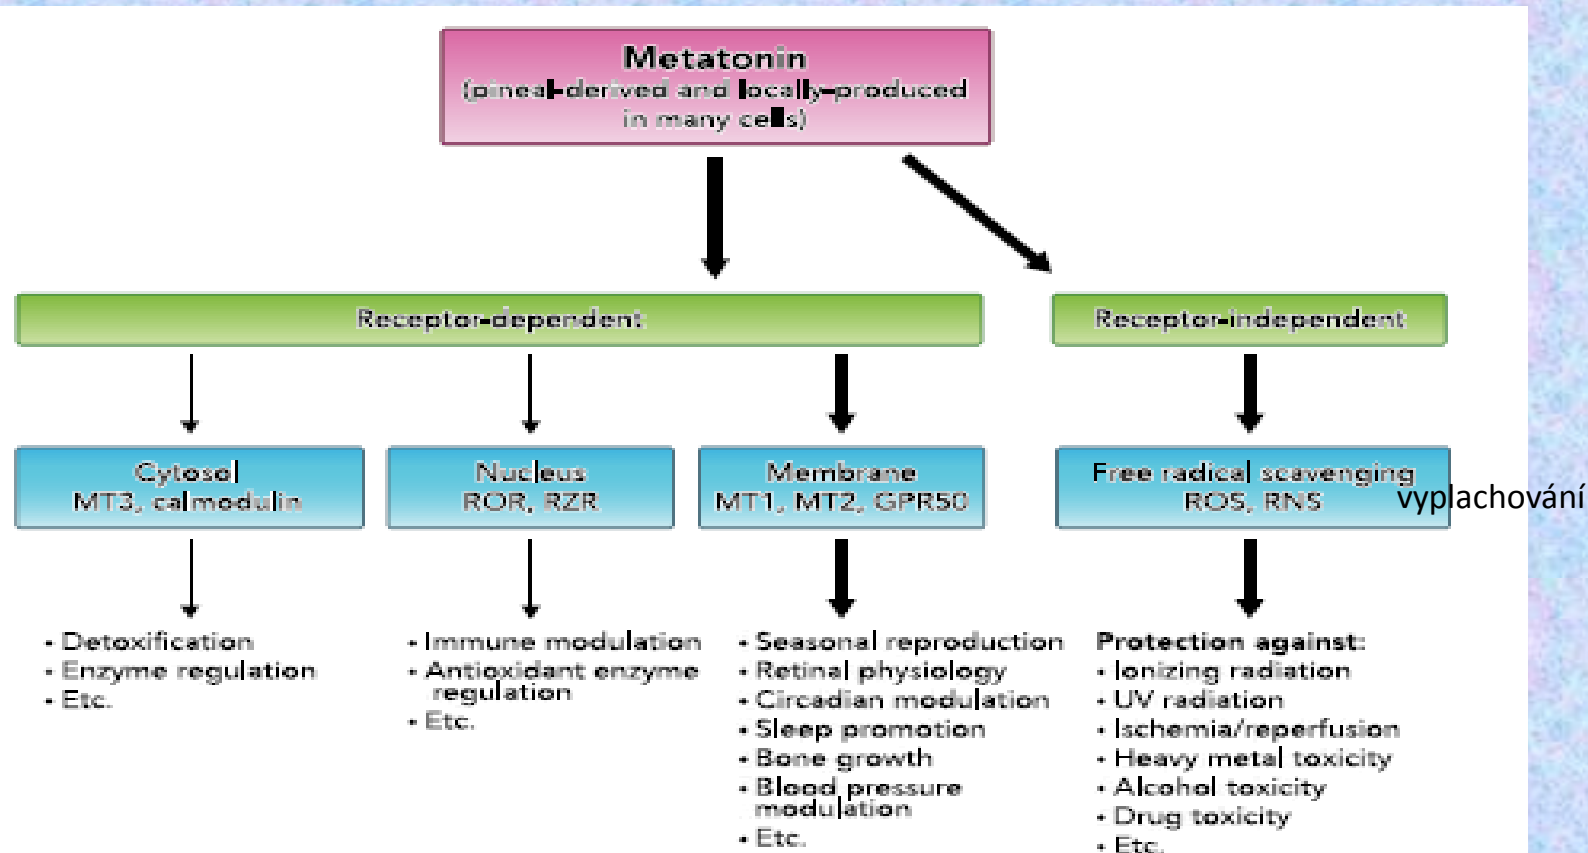 Metatonin
(pineal-derived and locally-produced
in many cells)
Receptor-dependent
Receptor-independent
Cytosol
MT3, calmodulin
Nucleus
ROR, RZR
Membrane
MT1, MT2, GPR50
Free radical scavenging
ROS, RNS
vyplachování
• Detoxification
• Enzyme regulation
• Etc.
• Immune modulation
• Antioxidant enzyme
regulation
• Etc.
• Seasonal reproduction
• Retinal physiology
• Circadian modulation
• Sleep promotion
• Bone growth
• Blood pressure
modulation
• Etc.
Protection against:
• Ionizing radiation
• UV radiation
• Ischemia/reperfusion
• Heavy metal toxicity
• Alcohol toxicity
• Drug toxicity
• Etc.